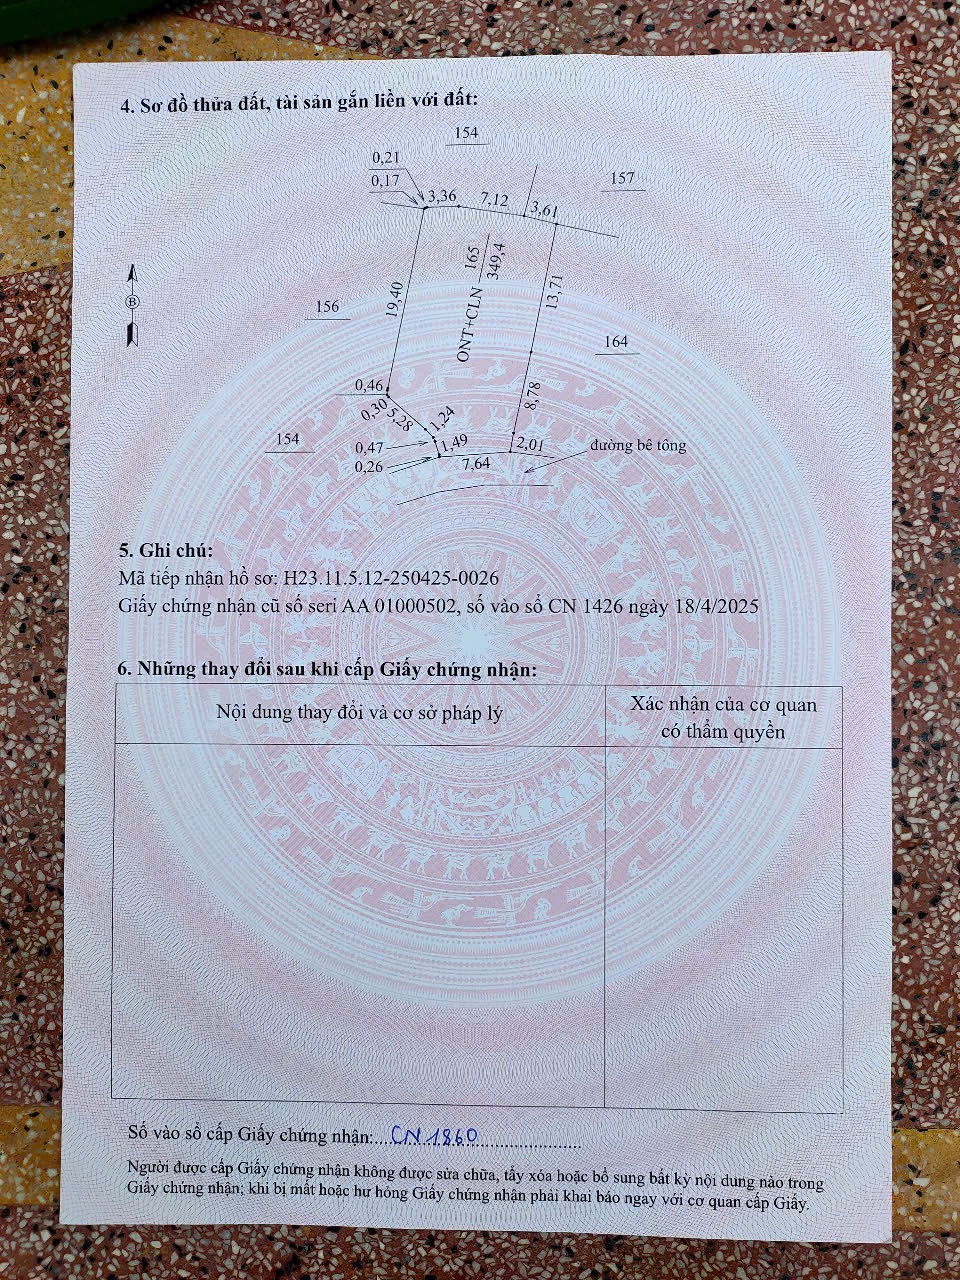 4. Sơ đồ thửa đất, tài sản gắn liền với đất:
154
0,21
0,17
3,36
7,12
3,61
157
165
349,4
ONT+CLN
19,40
13,71
B
156
164
0,46
0,30
5,28
1,24
8,78
154
0,47
0,26
1,49
7,64
2,01
đường bê tông
5. Ghi chú:
Mã tiếp nhận hồ sơ: H23.11.5.12-250425-0026
Giấy chứng nhận cũ số seri AA 01000502, số vào sổ CN 1426 ngày 18/4/2025
6. Những thay đổi sau khi cấp Giấy chứng nhận:
Nội dung thay đổi và cơ sở pháp lý
Xác nhận của cơ quan
có thẩm quyền
Số vào sổ cấp Giấy chứng nhận:....CN 1860....................
Người được cấp Giấy chứng nhận không được sửa chữa, tẩy xóa hoặc bổ sung bất kỳ nội dung nào trong
Giấy chứng nhận; khi bị mất hoặc hư hỏng Giấy chứng nhận phải khai báo ngay với cơ quan cấp Giấy.